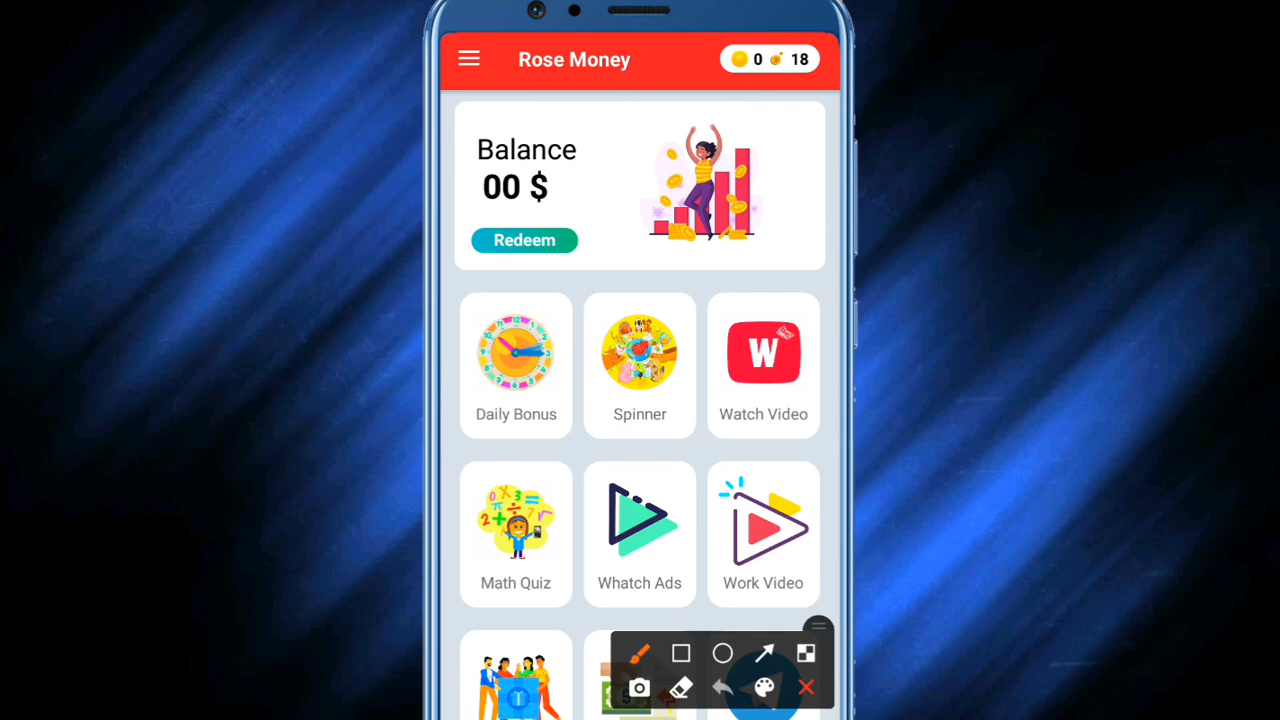 Rose Money
0 18
Balance
00 $
Redeem
Daily Bonus
Spinner
W
Watch Video
Math Quiz
Whatch Ads
Work Video